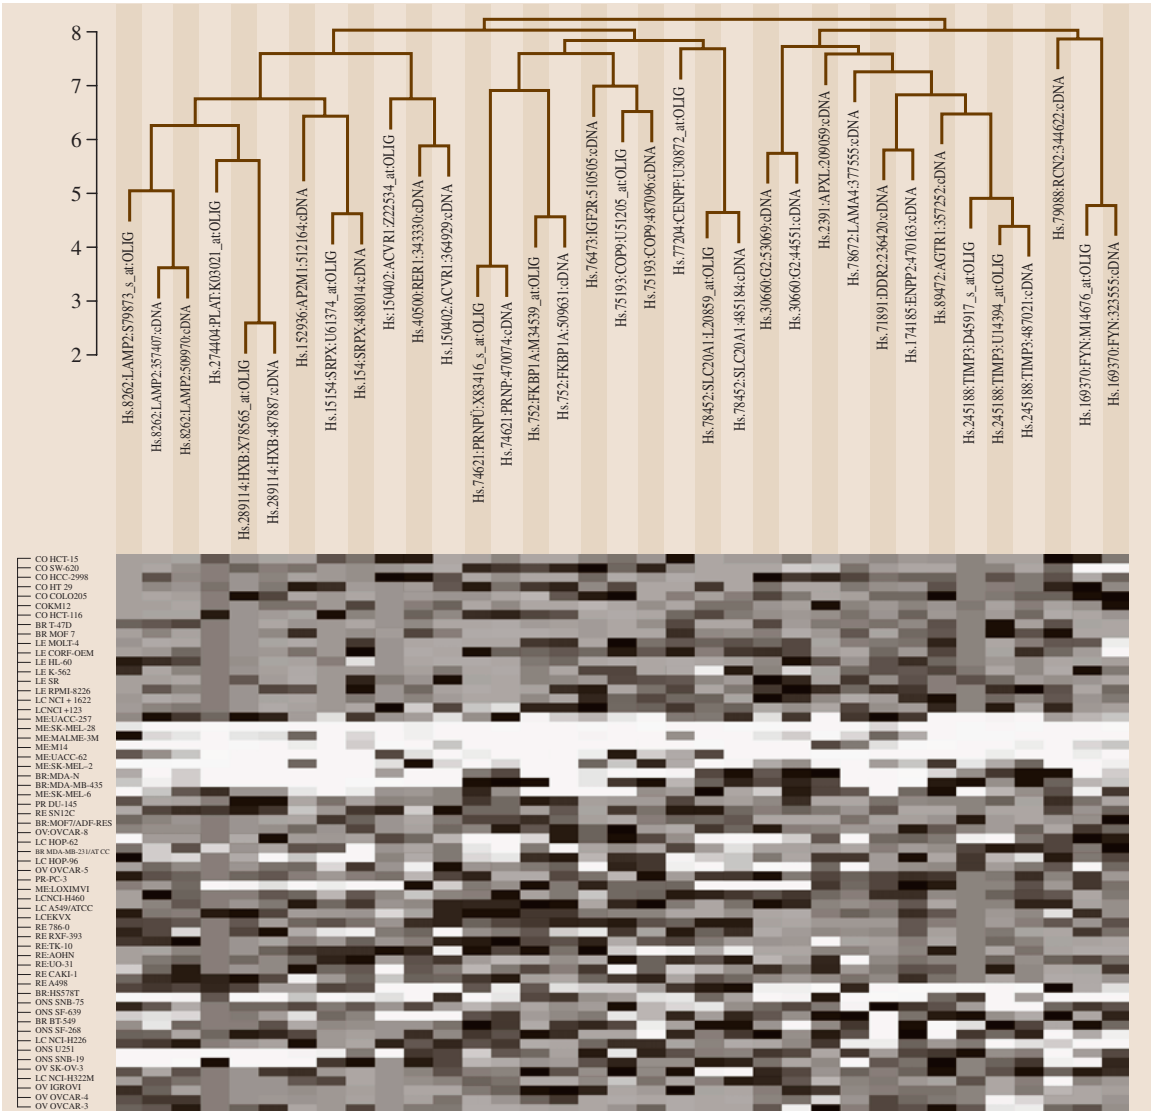 8
7
6
5
4
3
2
Hs.8262:LAMP2:S79873_s_at:OLIG
Hs.8262:LAMP2:357407:cDNA
Hs.8262:LAMP2:509970:cDNA
Hs.274404:PLAT:K03021_at:OLIG
Hs.289114:HXB:X78565_at:OLIG
Hs.289114:HXB:487887:cDNA
Hs.152936:AP2M1:512164:cDNA
Hs.15154:SRPX:U61374_at:OLIG
Hs.154:SRPX:488014:cDNA
Hs:150402:ACVR1:Z22534_at:OLIG
Hs.40500:RER1:343330:cDNA
Hs.150402:ACVR1:364929:cDNA
Hs.74621:PRNPÜ:X83416_s_at:OLIG
Hs.74621:PRNP:470074:cDNA
Hs.752:FKBP1A:M34539_at:OLIG
Hs.752:FKBP1A:509631:cDNA
Hs.76473:IGF2R:510505:cDNA
Hs.75193:COP9:U51205_at:OLIG
Hs.75193:COP9:487096:cDNA
Hs.77204:CENPF:U30872_at:OLIG
Hs.78452:SLC20A1:L20859_at:OLIG
Hs.78452:SLC20A1:485184:cDNA
Hs.30660:G2:53069:cDNA
Hs.30660:G2:44551:cDNA
Hs.2391:APXL:209059:cDNA
Hs.78672:LAMA4:377555:cDNA
Hs.71891:DDR2:236420:cDNA
Hs.174185:ENPP2:470163:cDNA
Hs.89472:AGTR1:357252:cDNA
Hs.245188:TIMP3:D45917_s_at:OLIG
Hs.245188:TIMP3:U14394_at:OLIG
Hs.245188:TIMP3:487021:cDNA
Hs.79088:RCN2:344622:cDNA
Hs.169370:FYN:M14676_at:OLIG
Hs.169370:FYN:323555:cDNA
CO HCT-15
CO SW-620
CO HCC-2998
CO HT 29
CO COLO205
COKM12
CO HCT-116
BR T-47D
BR MOF 7
LE MOLT-4
LE CORF-OEM
LE HL-60
LE K-562
LE SR
LE RPMI-8226
LC NCI + 1622
LCNCI +123
ME:UACC-257
ME:SK-MEL-28
ME:MALME-3M
ME:M14
ME:UACC-62
ME:SK-MEL–2
BR:MDA-N
BR:MDA-MB-435
ME:SK-MEL-6
PR DU-145
RE SN12C
BR:MOF7/ADF-RES
OV:OVCAR-8
LC HOP-62
BR MDA-MB-231/AT CC
LC HOP-96
OV OVCAR-5
PR-PC-3
ME:LOXIMVI
LCNCI-H460
LC A549/ATCC
LCEKVX
RE 786-0
RE RXF-393
RE:TK-10
RE:AOHN
RE:UO-31
RE CAKI-1
RE A498
BR:HS578T
ONS SNB-75
ONS SF-639
BR BT-549
ONS SF-268
LC NCI-H226
ONS U251
ONS SNB-19
OV SK-OV-3
LC NCI-H322M
OV IGROVI
OV OVCAR-4
OV OVCAR-3